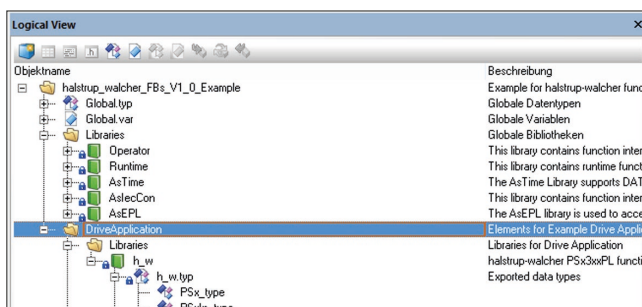 Logical View
Objektname Beschreibung
halstrup_walcher_FBs_V1_0_Example Example for halstrup-walcher func
Global.typ Globale Datentypen
Global.var Globale Variablen
Libraries Globale Bibliotheken
Operator This library contains function inter
Runtime This library contains runtime funct
AsTime The AsTime Library supports DAT
AsIecCon This library contains function inter
AsEPL The AsEPL library is used to acce
DriveApplication Elements for Example Drive Appli
Libraries Libraries for Drive Application
h_w halstrup-walcher PSx3xxPL functi
h_w.typ Exported data types
PSx_type